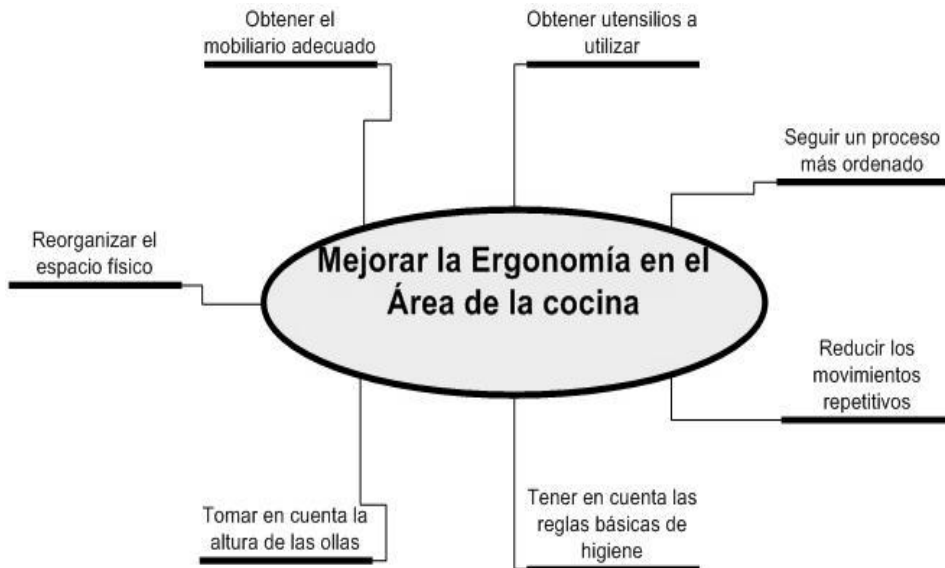 Obtener el
mobiliario adecuado
Obtener utensilios a
utilizar
Seguir un proceso
más ordenado
Reorganizar el
espacio físico
Mejorar la Ergonomía en el
Área de la cocina
Reducir los
movimientos
repetitivos
Tomar en cuenta la
altura de las ollas
Tener en cuenta las
reglas básicas de
higiene